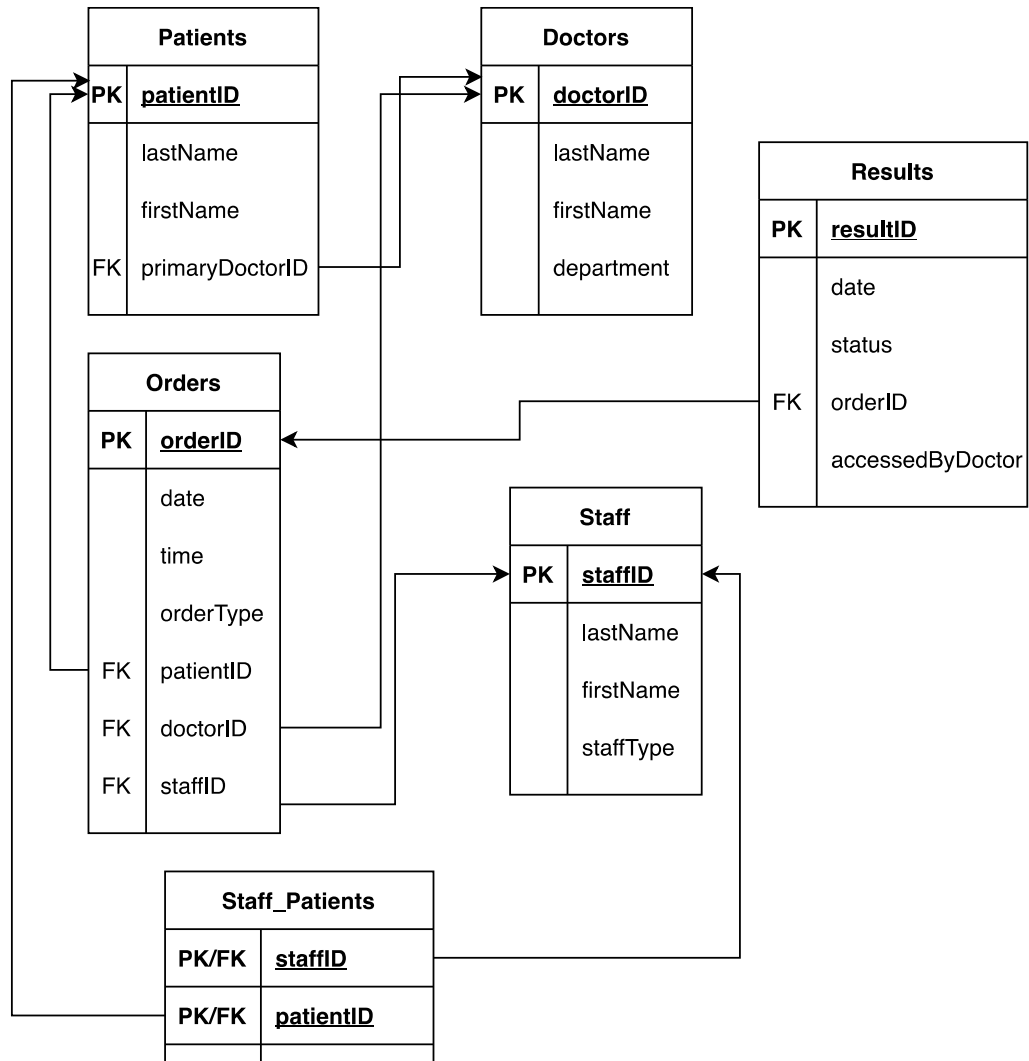 Patients
PK patientID
lastName
firstName
FK primaryDoctorID
Doctors
PK doctorID
lastName
firstName
department
Results
PK resultID
date
status
FK orderID
accessedByDoctor
Orders
PK orderID
date
time
orderType
FK patientID
FK doctorID
FK staffID
Staff
PK staffID
lastName
firstName
staffType
Staff_Patients
PK/FK staffID
PK/FK patientID